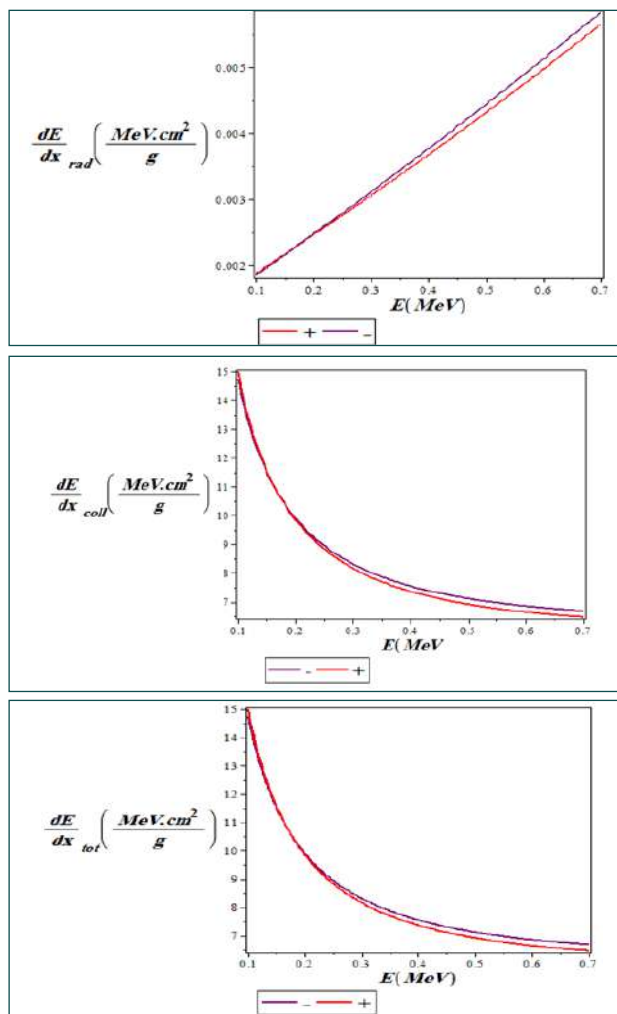 0.005
0.004
dE/dx rad (MeV.cm²/g)
0.003
0.002
0.1 0.2 0.3 0.4 0.5 0.6 0.7
E(MeV)
+ -
15
14
13
12
11
dE/dx coll (MeV.cm²/g)
10
9
8
7
0.1 0.2 0.3 0.4 0.5 0.6 0.7
E(MeV
- +
15
14
13
12
11
dE/dx tot (MeV.cm²/g)
10
9
8
7
0.1 0.2 0.3 0.4 0.5 0.6 0.7
E(MeV)
- +